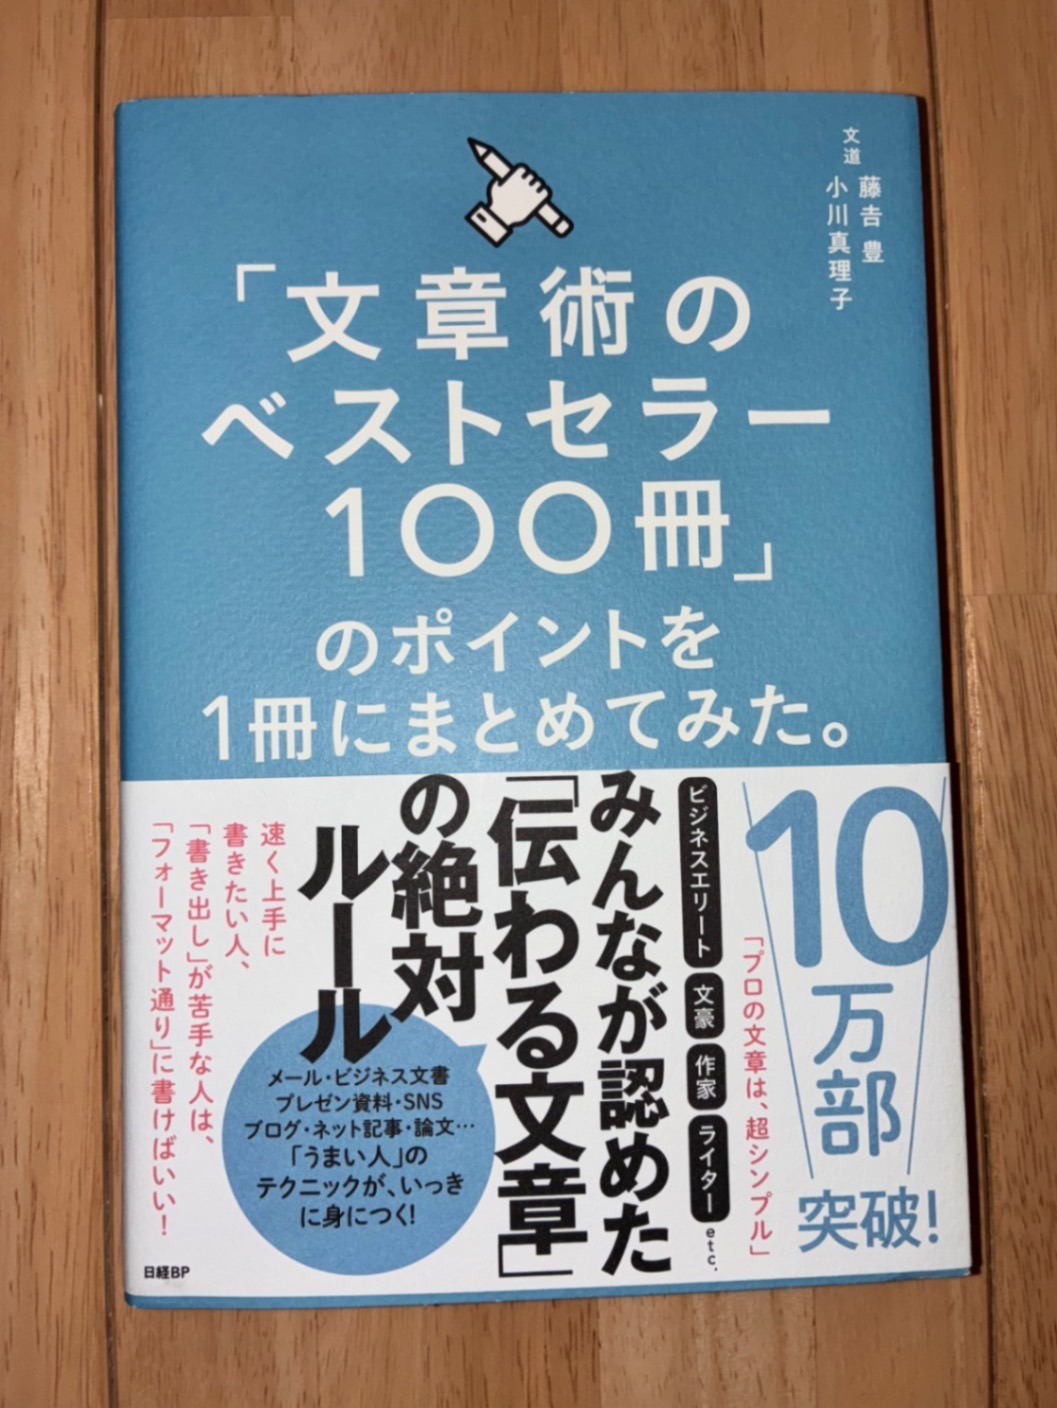 文道
藤𠮷 豊
小川真理子
「文章術の
ベストセラー
100冊」
のポイントを
1冊にまとめてみた。
10
万部
突破!
「プロの文章は、超シンプル」
ビジネスエリート
文豪
作家
ライター
etc.
みんなが認めた
「伝わる文章」
の絶対
ルール
速く上手に
書きたい人、
「書き出し」が苦手な人は、
「フォーマット通り」に書けばいい!
メール・ビジネス文書
プレゼン資料・SNS
ブログ・ネット記事・論文…
「うまい人」の
テクニックが、いっき
に身につく!
日経BP